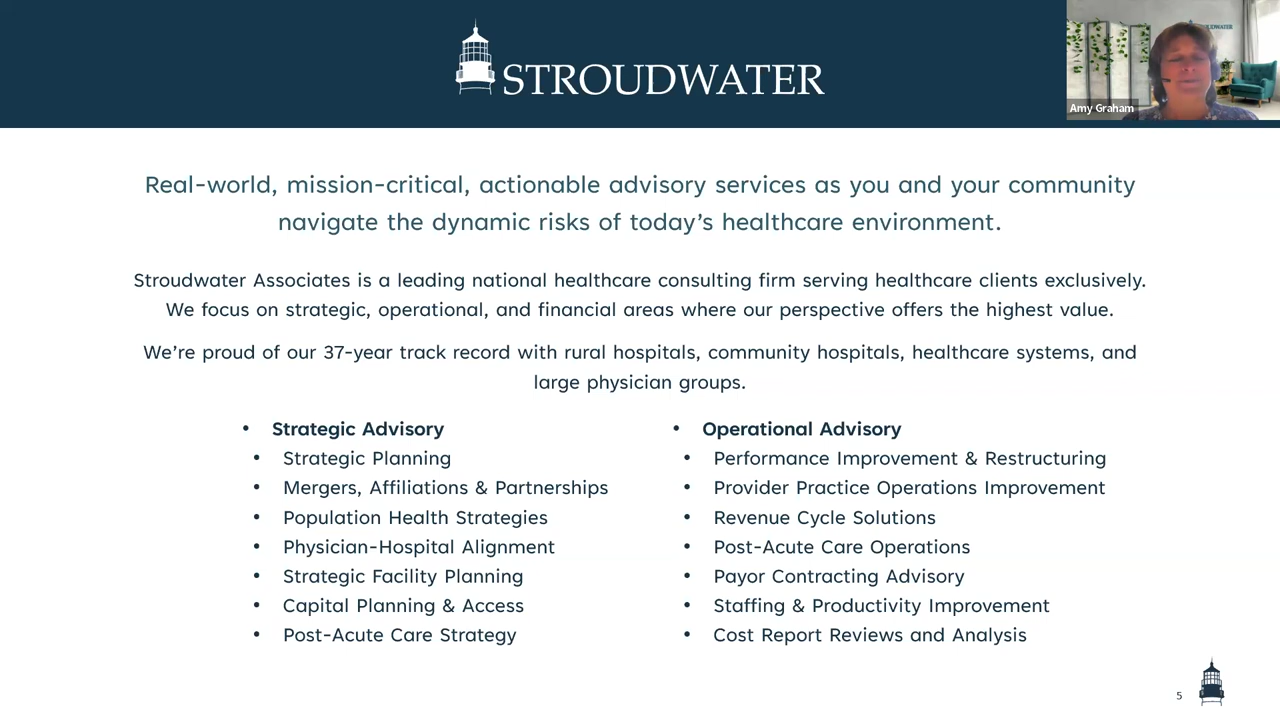 STROUDWATER
Amy Graham
Real-world, mission-critical, actionable advisory services as you and your community
navigate the dynamic risks of today's healthcare environment.
Stroudwater Associates is a leading national healthcare consulting firm serving healthcare clients exclusively.
We focus on strategic, operational, and financial areas where our perspective offers the highest value.
We're proud of our 37-year track record with rural hospitals, community hospitals, healthcare systems, and
large physician groups.
• Strategic Advisory
• Strategic Planning
• Mergers, Affiliations & Partnerships
• Population Health Strategies
• Physician-Hospital Alignment
• Strategic Facility Planning
• Capital Planning & Access
• Post-Acute Care Strategy
• Operational Advisory
• Performance Improvement & Restructuring
• Provider Practice Operations Improvement
• Revenue Cycle Solutions
• Post-Acute Care Operations
• Payor Contracting Advisory
• Staffing & Productivity Improvement
• Cost Report Reviews and Analysis
5